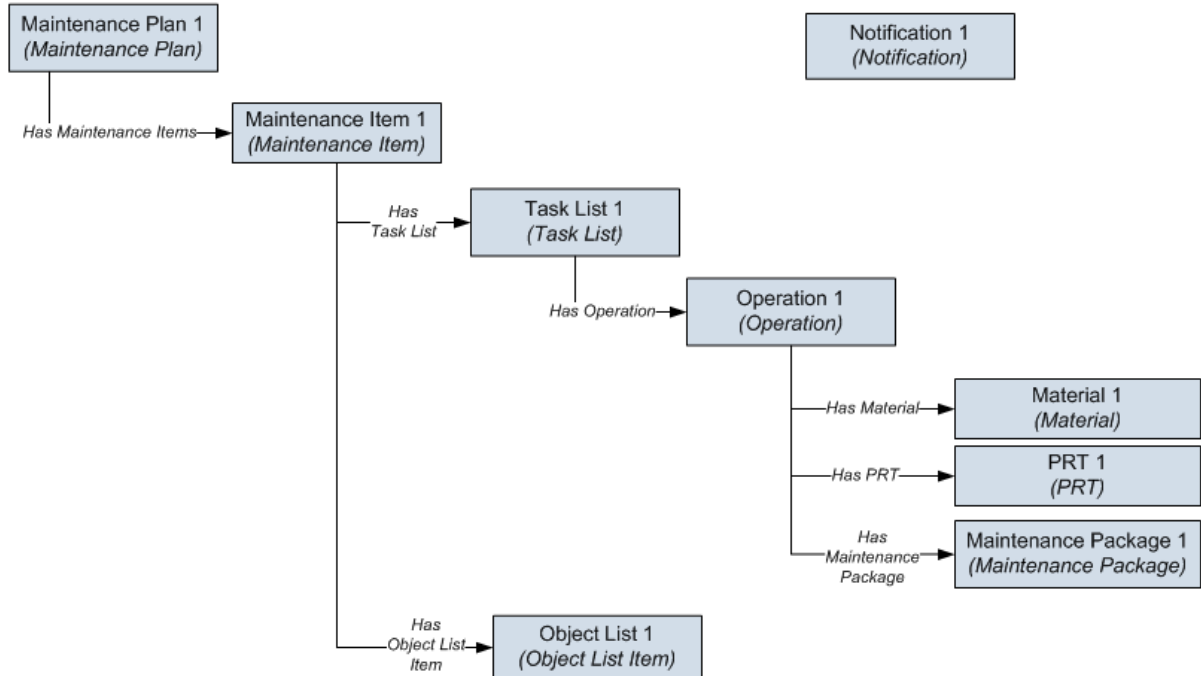 Maintenance Plan 1
(Maintenance Plan)
Notification 1
(Notification)
Has Maintenance Items
Maintenance Item 1
(Maintenance Item)
Has
Task List
Task List 1
(Task List)
Has Operation
Operation 1
(Operation)
Has Material
Material 1
(Material)
Has PRT
PRT 1
(PRT)
Has
Maintenance
Package
Maintenance Package 1
(Maintenance Package)
Has
Object List
Item
Object List 1
(Object List Item)